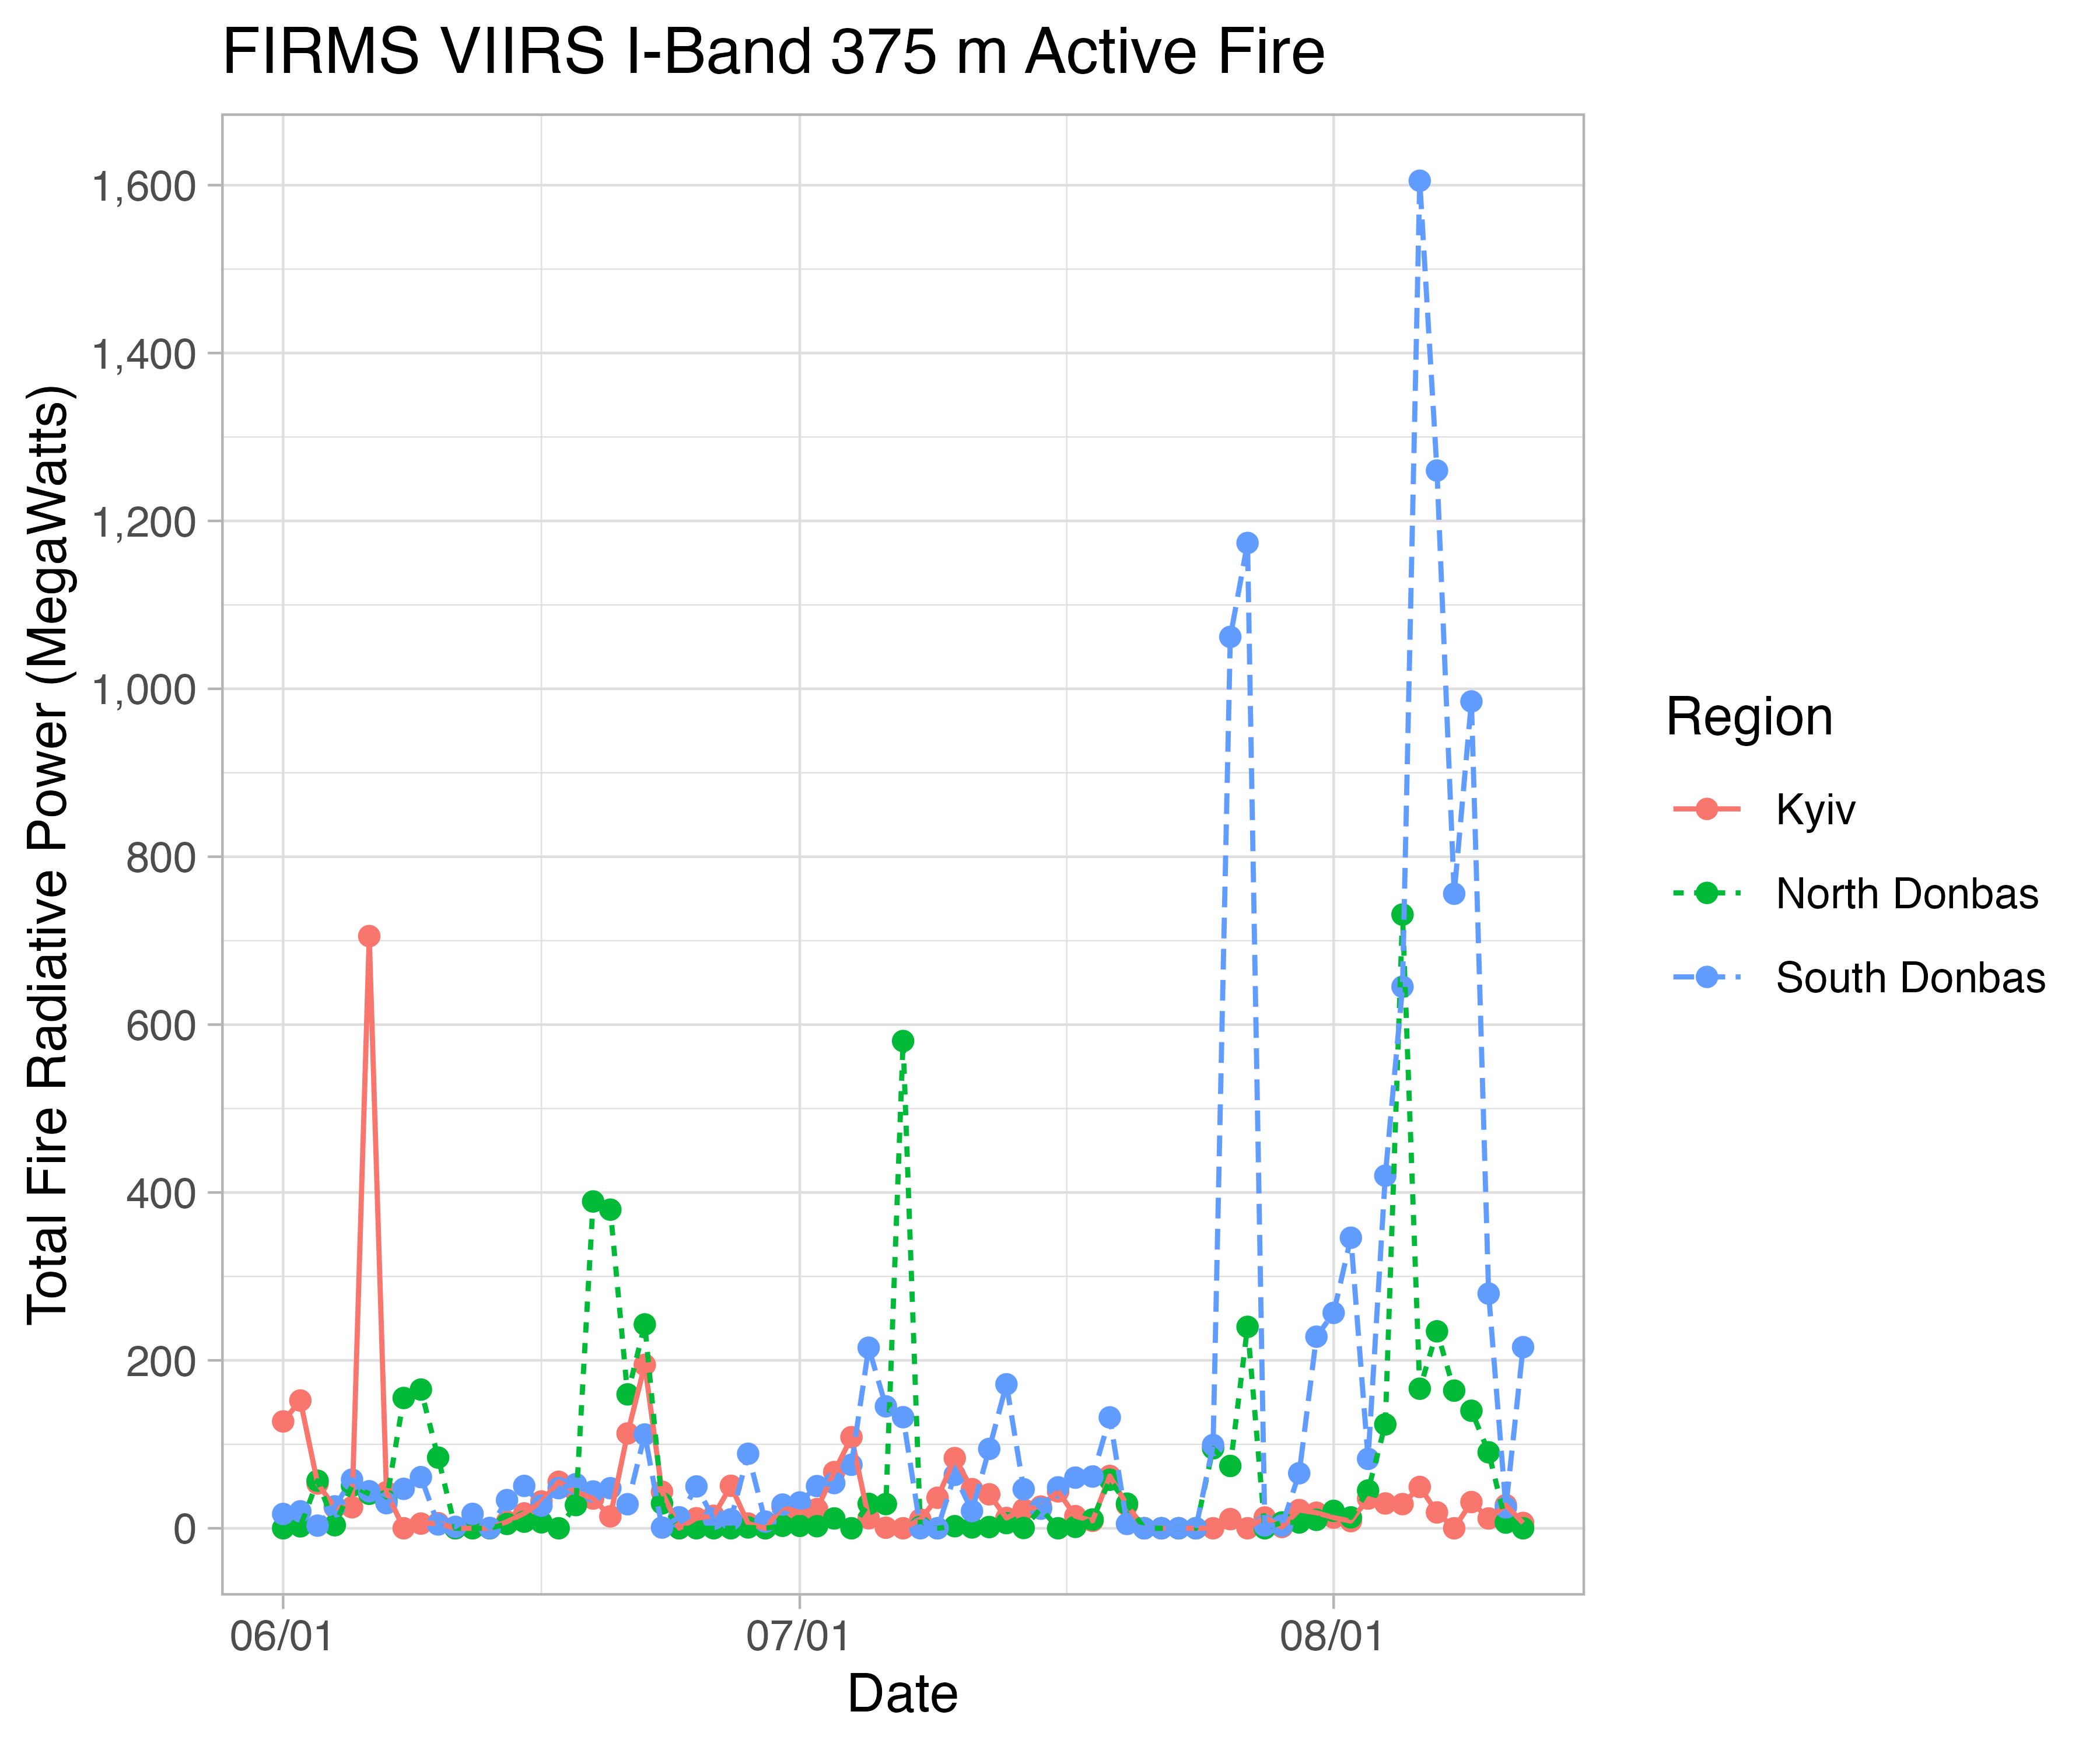 FIRMS VIIRS I-Band 375 m Active Fire
Total Fire Radiative Power (MegaWatts)
1,600
1,400
1,200
1,000
800
600
400
200
0
06/01
07/01
08/01
Date
Region
Kyiv
North Donbas
South Donbas